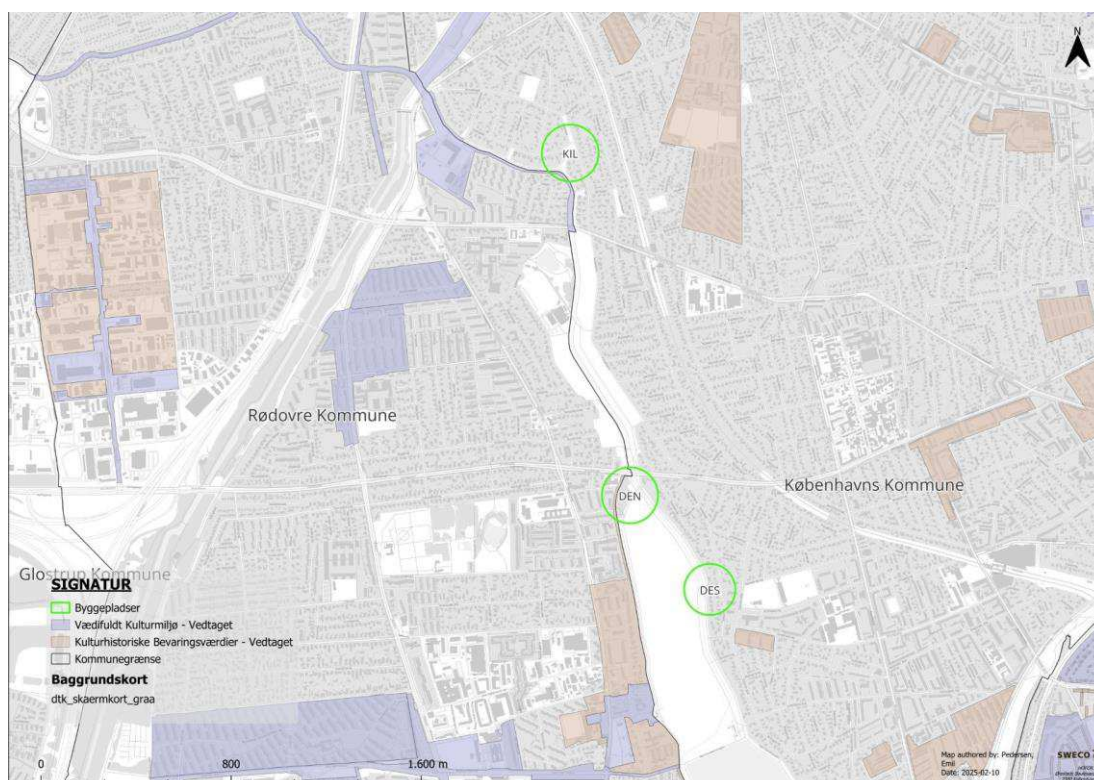 N
KIL
Rødovre Kommune
Københavns Kommune
DEN
DES
Glostrup Kommune
SIGNATUR
Byggepladser
Vædifuldt Kulturmiljø - Vedtaget
Kulturhistoriske Bevaringsværdier - Vedtaget
Kommunegrænse
Baggrundskort
dtk_skaermkort_graa
0 800 1.600 m
Map authored by: Pedersen,
Emil
Date: 2025-02-10
SWECO